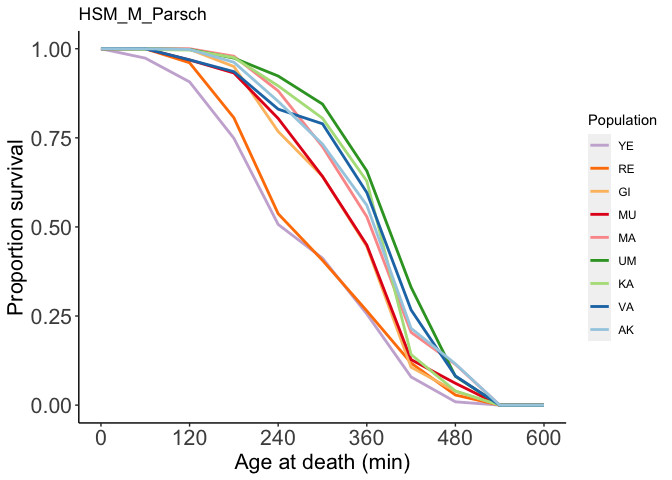 HSM_M_Parsch
1.00
0.75
0.50
0.25
0.00
Proportion survival
0
120
240
360
480
600
Age at death (min)
Population
YE
RE
GI
MU
MA
UM
KA
VA
AK